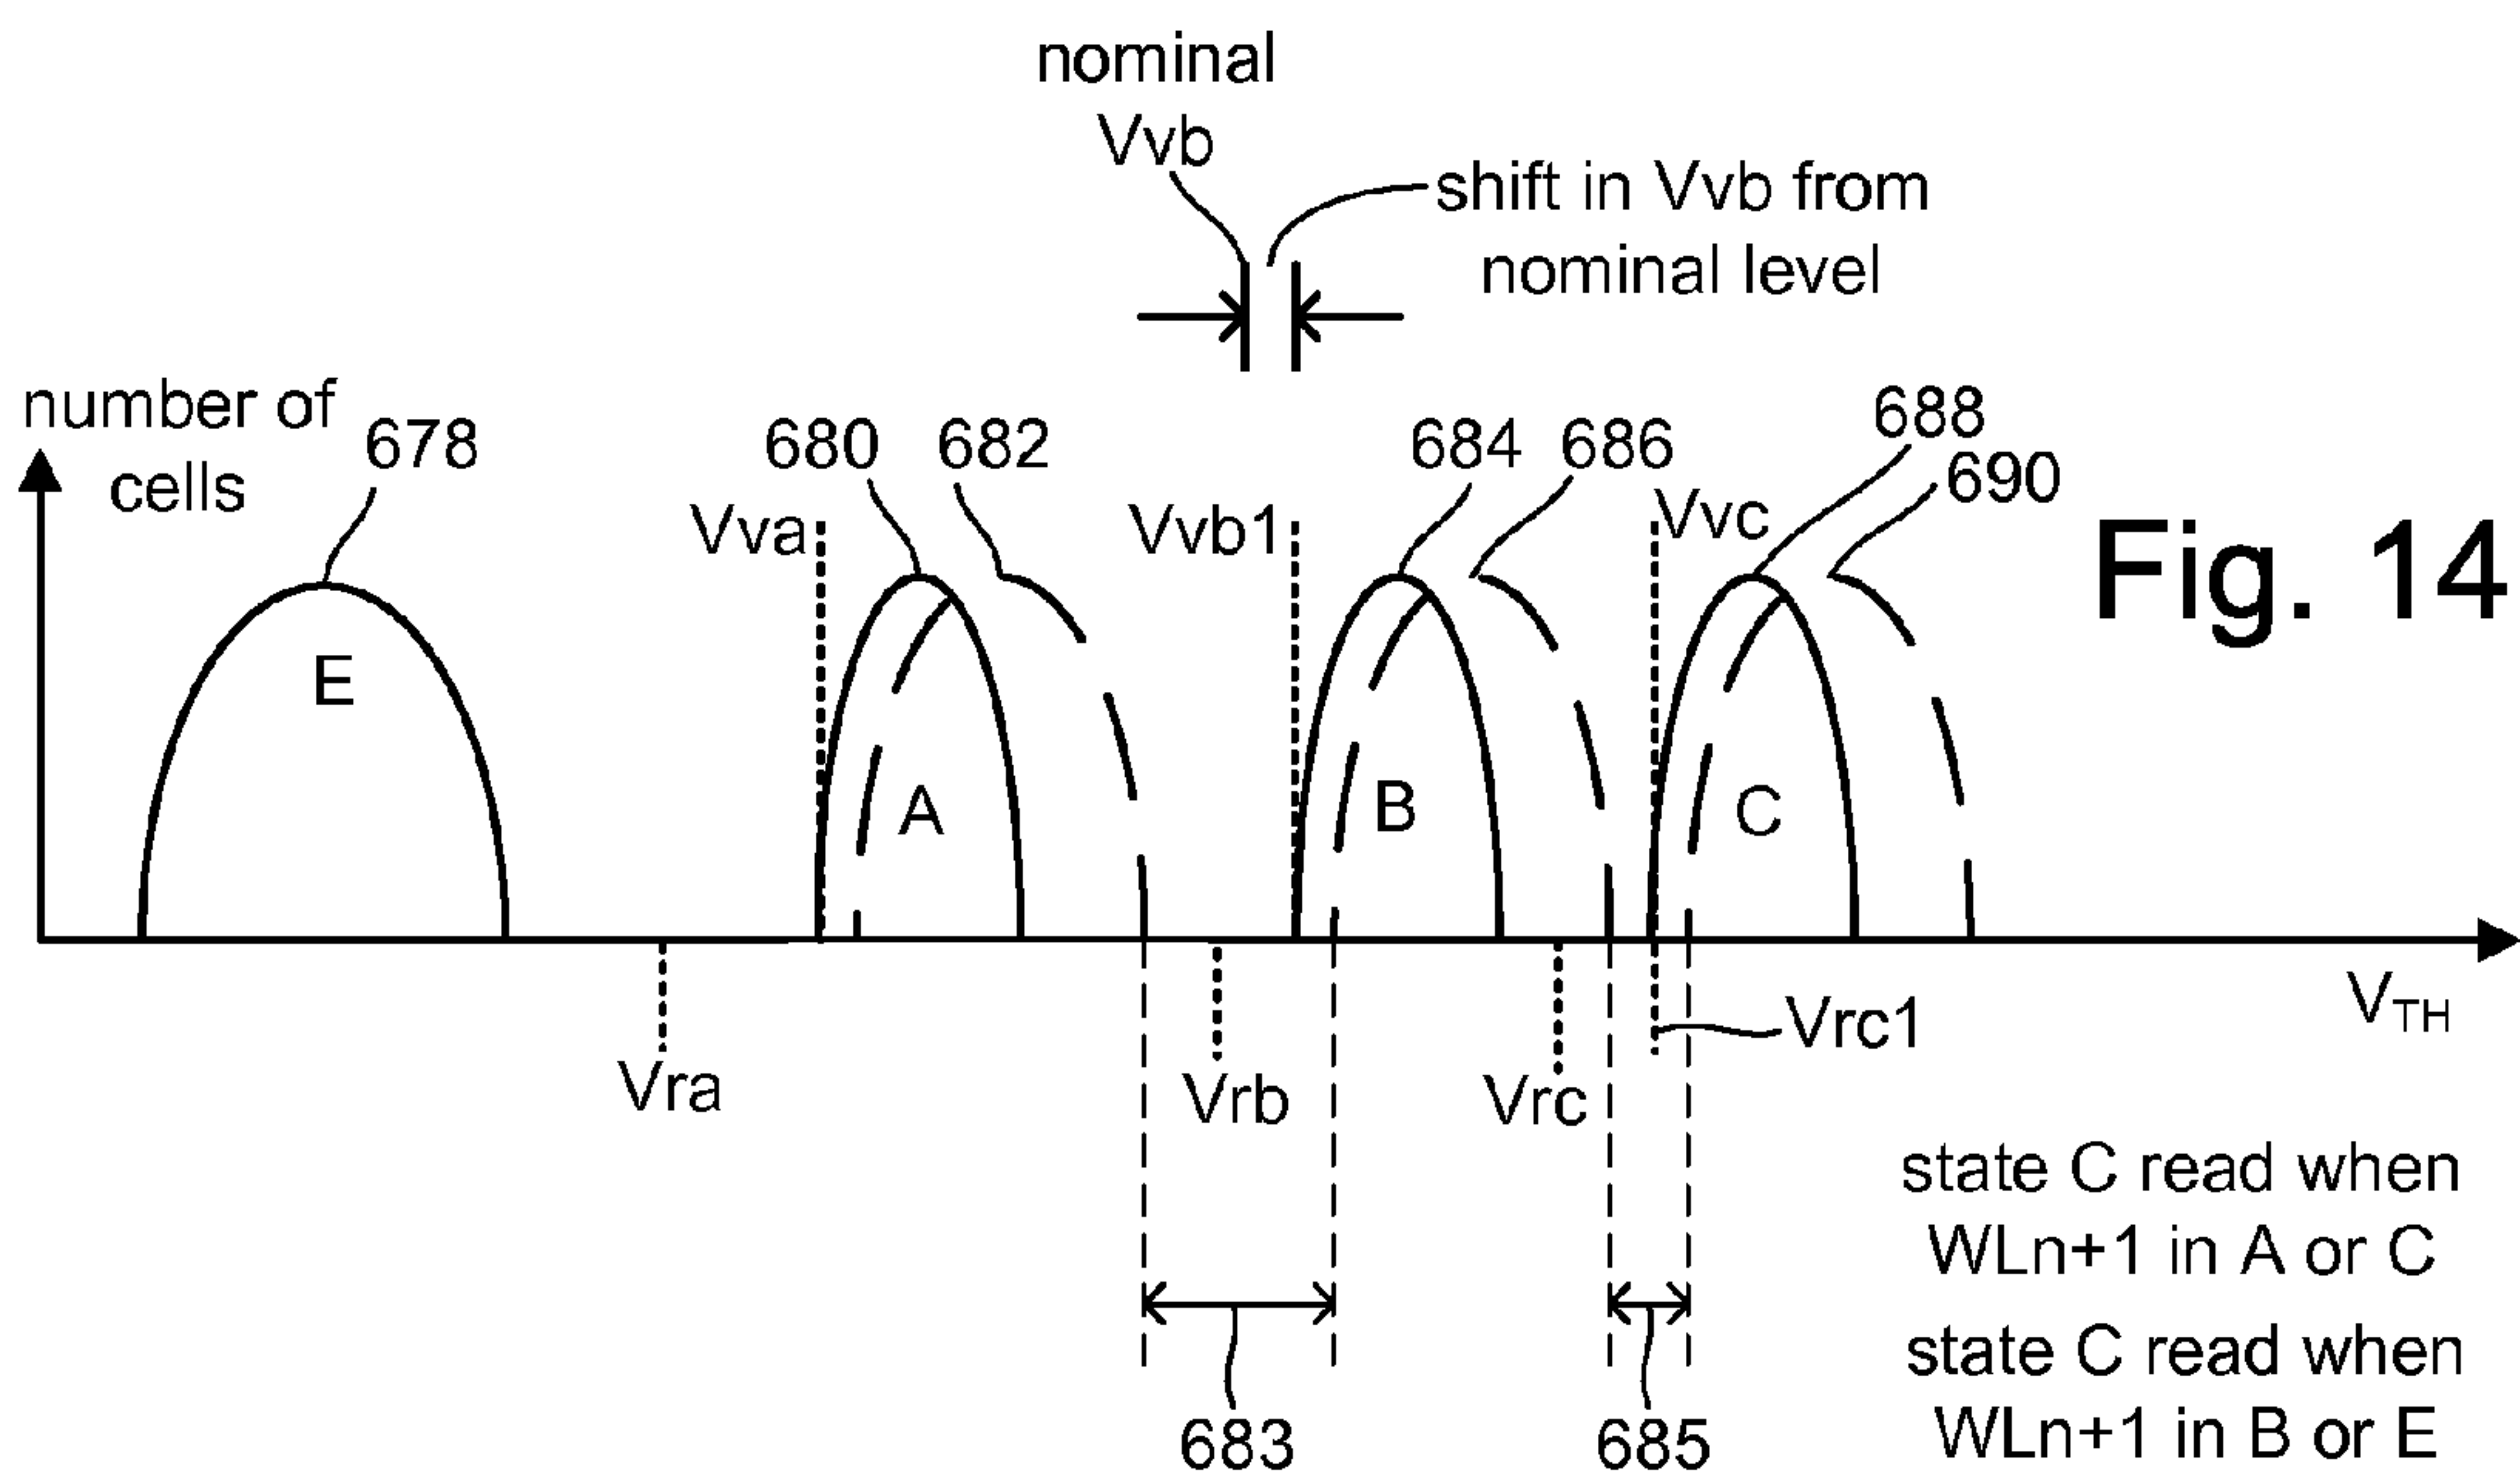 nominal
Vvb
shift in Vvb from
nominal level
number of
cells
678
680
682
684
686
688
690
Vva
Vvb1
Vvc
Fig. 14
E
A
B
C
VTH
Vra
Vrb
Vrc
Vrc1
683
685
state C read when
WLn+1 in A or C
state C read when
WLn+1 in B or E